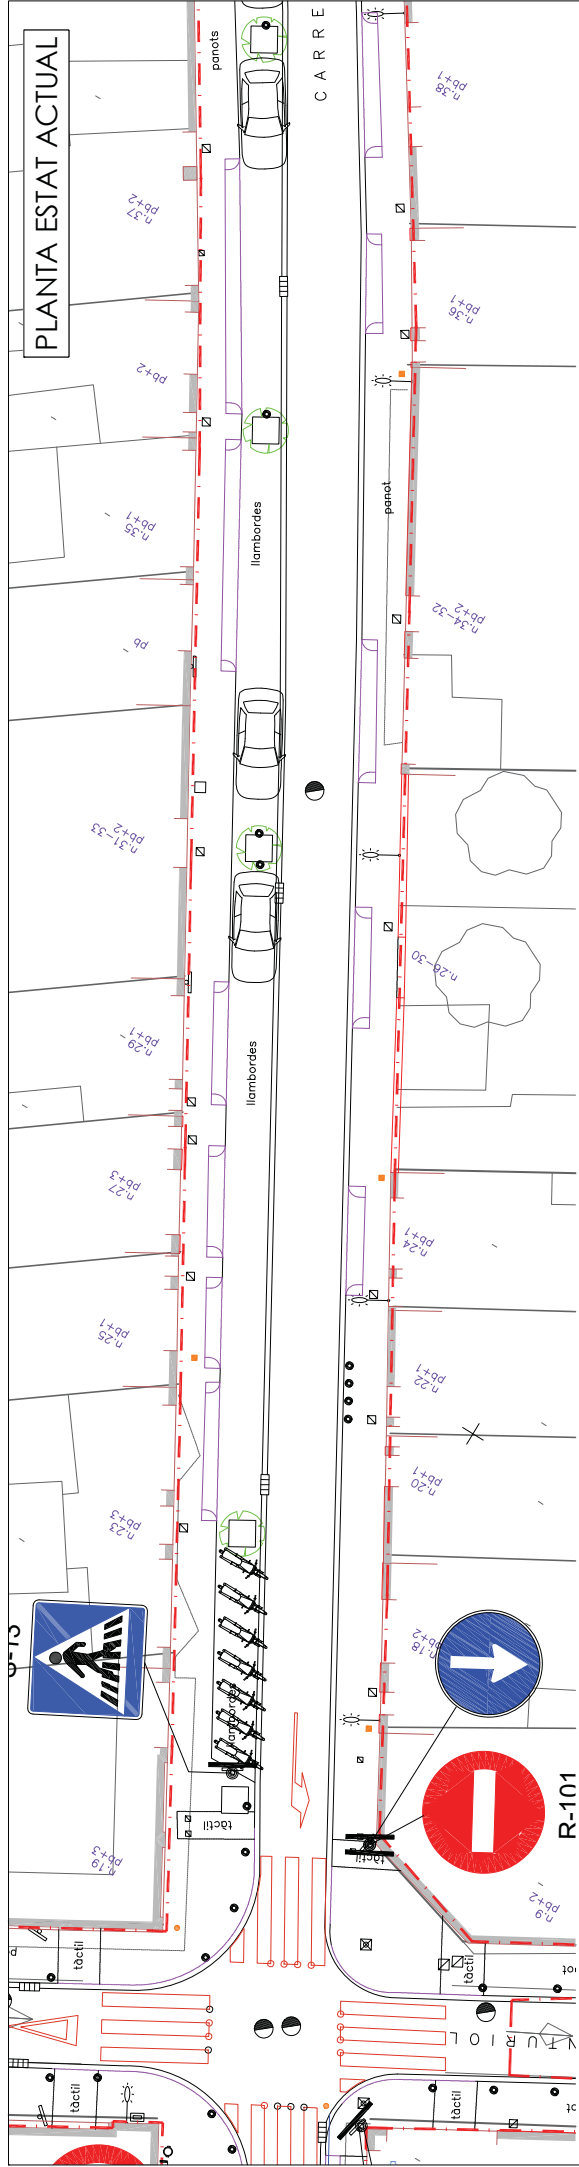 PLANTA ESTAT ACTUAL
panots
CARRE
n.38
pb+1
n.37
pb+2
n.36
pb+1
pb+2
n.35
pb+1
llambordes
panot
n.34-32
pb+2
pb
n.31-33
pb+2
n.26-30
n.29
pb+1
llambordes
n.27
pb+3
n.24
pb+1
n.25
pb+1
n.22
pb+1
n.20
pb+1
n.23
pb+3
n.18
pb+2
llambordes
R-101
tàctil
tàctil
n.19
pb+3
n.9
pb+2
tàctil
tàctil
NTURIOL
tàctil
tàctil